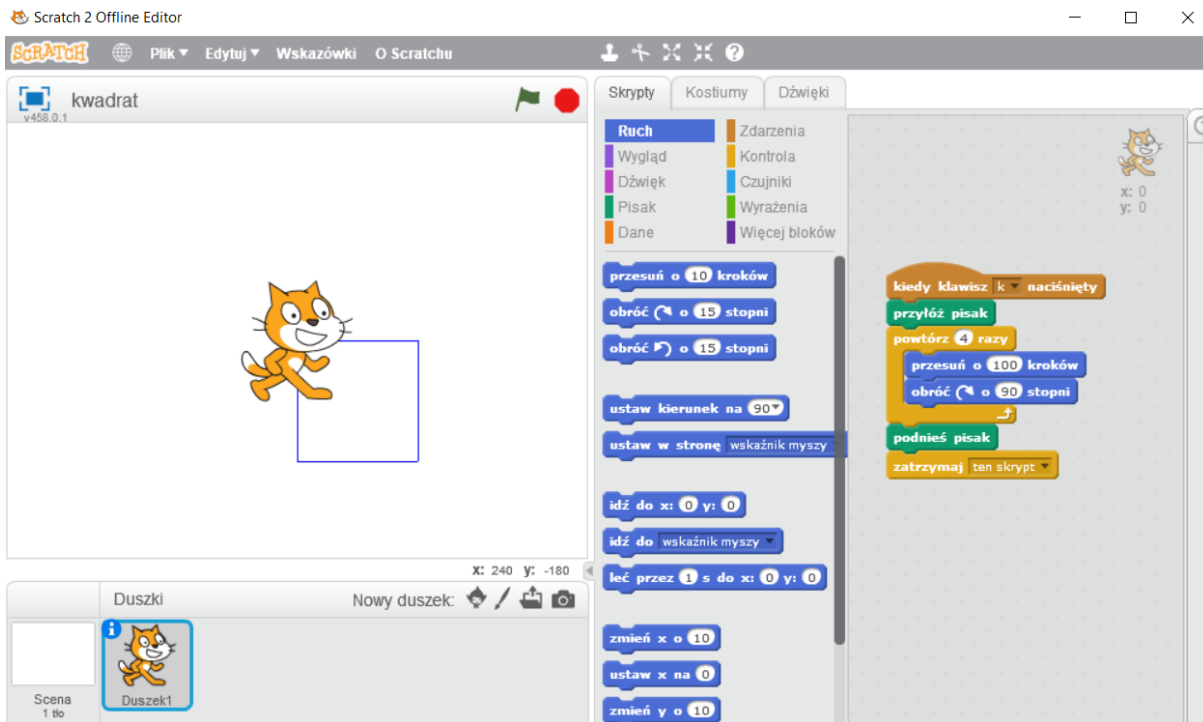 Scratch 2 Offline Editor
SCRATCH Plik Edytuj Wskazówki O Scratchu
kwadrat
v458.0.1
x: 240 y: -180
Duszki
Nowy duszek:
Scena
1 tło
Duszek1
Skrypty Kostiumy Dźwięki
Ruch Zdarzenia
Wygląd Kontrola
Dźwięk Czujniki
Pisak Wyrażenia
Dane Więcej bloków
przesuń o 10 kroków
obróć o 15 stopni
obróć o 15 stopni
ustaw kierunek na 90
ustaw w stronę wskaźnik myszy
idź do x: 0 y: 0
idź do wskaźnik myszy
leć przez 1 s do x: 0 y: 0
zmień x o 10
ustaw x na 0
zmień y o 10
x: 0
y: 0
kiedy klawisz k naciśnięty
przyłóż pisak
powtórz 4 razy
przesuń o 100 kroków
obróć o 90 stopni
podnieś pisak
zatrzymaj ten skrypt